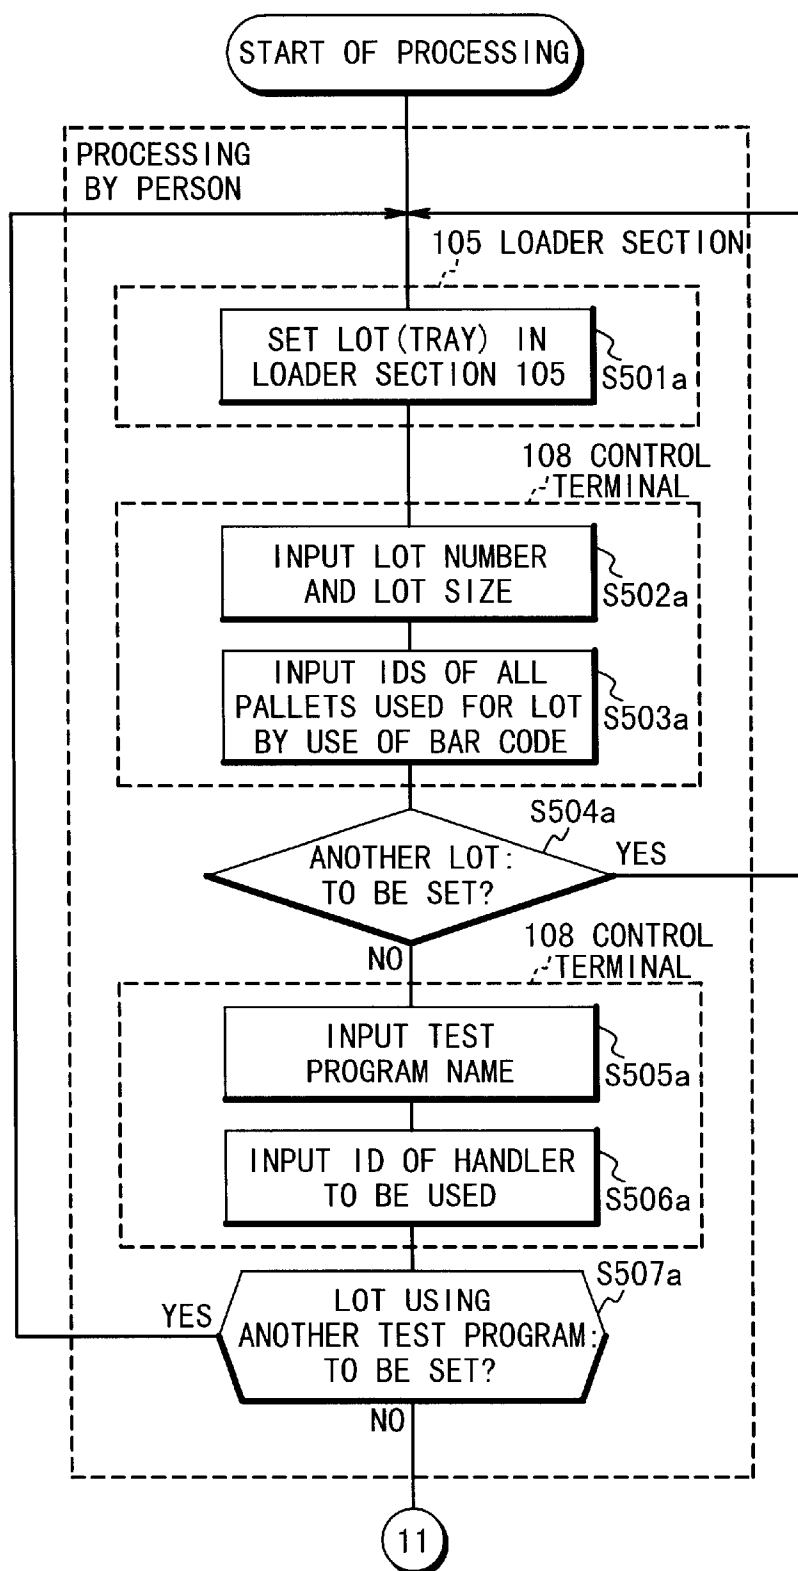 START OF PROCESSING
PROCESSING
BY PERSON
105 LOADER SECTION
SET LOT(TRAY) IN
LOADER SECTION 105
S501a
108 CONTROL
TERMINAL
INPUT LOT NUMBER
AND LOT SIZE
S502a
INPUT IDS OF ALL
PALLETS USED FOR LOT
BY USE OF BAR CODE
S503a
S504a
ANOTHER LOT:
TO BE SET?
YES
NO
108 CONTROL
TERMINAL
INPUT TEST
PROGRAM NAME
S505a
INPUT ID OF HANDLER
TO BE USED
S506a
S507a
YES
LOT USING
ANOTHER TEST PROGRAM:
TO BE SET?
NO
11